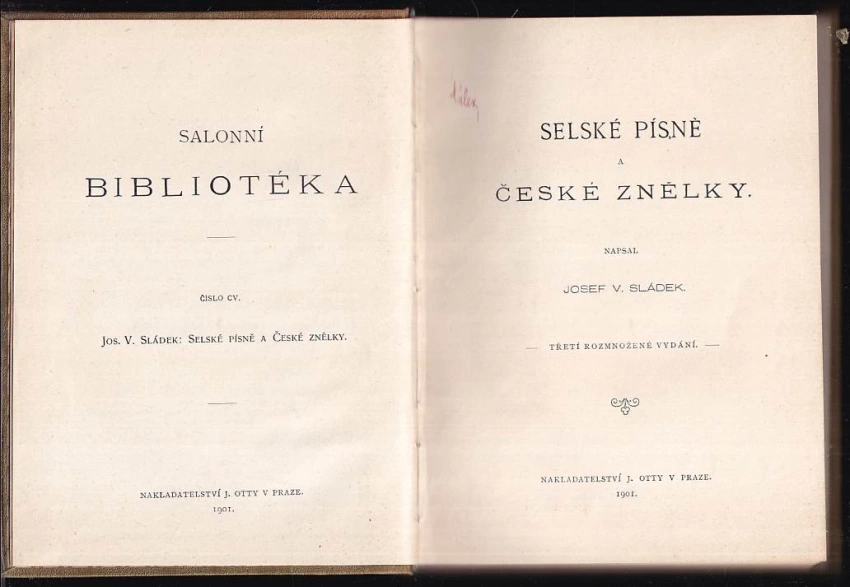 SALONNÍ
BIBLIOTÉKA
ČÍSLO CV.
JOS. V. SLÁDEK: SELSKÉ PÍSNĚ A ČESKÉ ZNĚLKY.
NAKLADATELSTVÍ J. OTTY V PRAZE.
1901.
SELSKÉ PÍSNĚ
A
ČESKÉ ZNĚLKY.
NAPSAL
JOSEF V. SLÁDEK.
— TŘETÍ ROZMNOŽENÉ VYDÁNÍ. —
NAKLADATELSTVÍ J. OTTY V PRAZE.
1901.